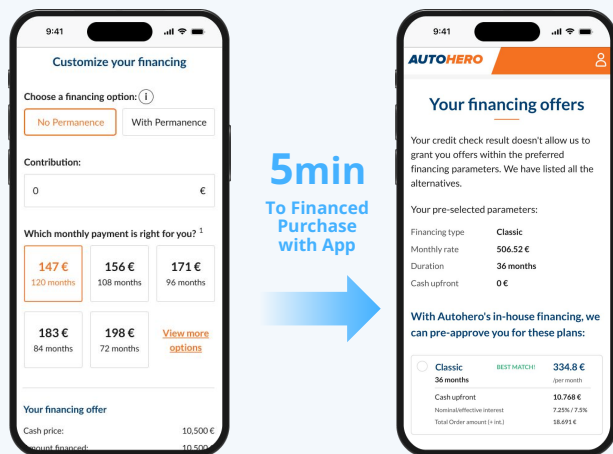 9:41
Customize your financing
Choose a financing option: i
No Permanence
With Permanence
Contribution:
0 €
Which monthly payment is right for you? 1
147 €
120 months
156 €
108 months
171 €
96 months
183 €
84 months
198 €
72 months
View more
options
Your financing offer
Cash price: 10,500 €
Amount financed: 10,500
5min
To Financed
Purchase
with App
9:41
AUTOHERO
Your financing offers
Your credit check result doesn't allow us to
grant you offers within the preferred
financing parameters. We have listed all the
alternatives.
Your pre-selected parameters:
Financing type Classic
Monthly rate 506.52 €
Duration 36 months
Cash upfront 0 €
With Autohero's in-house financing, we
can pre-approve you for these plans:
Classic BEST MATCH! 334.8 €
36 months /per month
Cash upfront 10.768 €
Nominal/effective interest 7.25% / 7.5%
Total Order amount (+ int.) 18.691 €